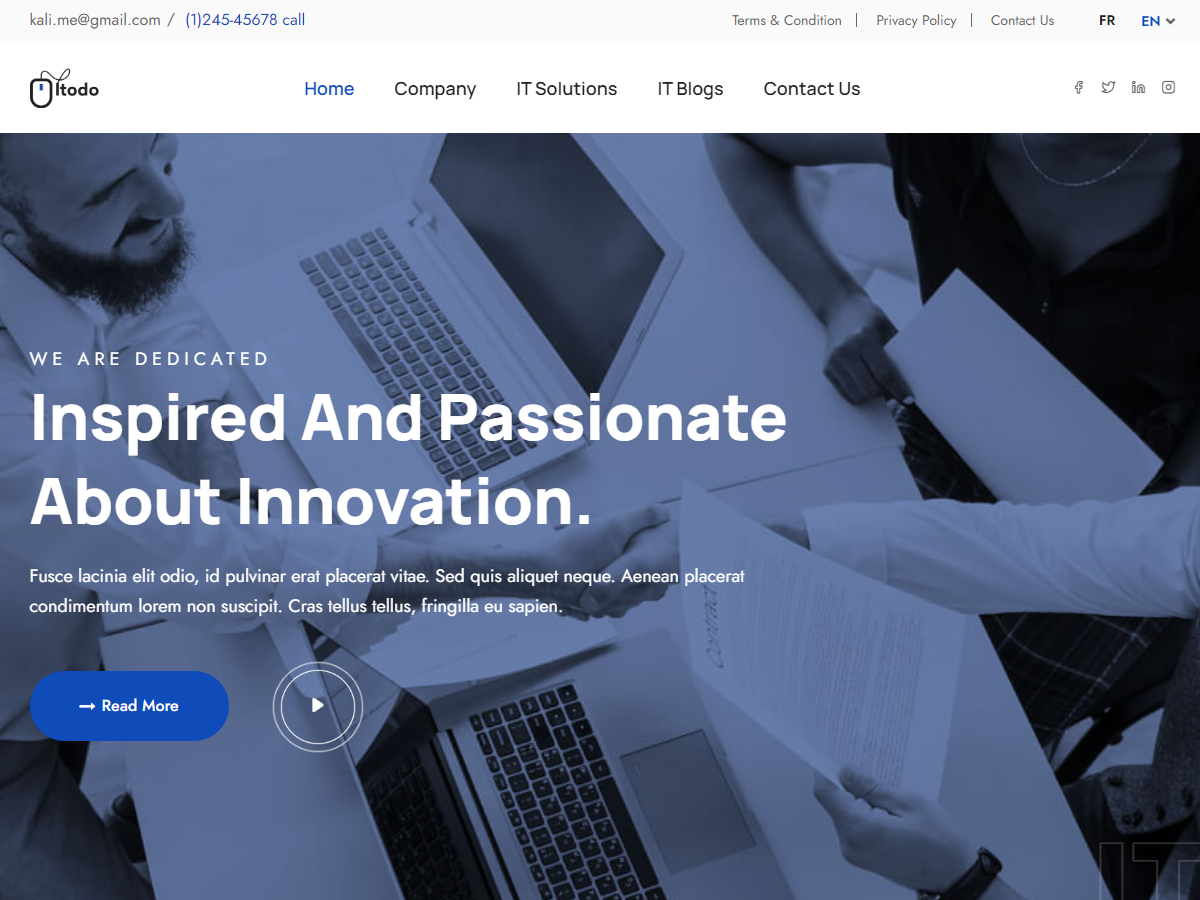 kali.me@gmail.com / (1)245-45678 call
Terms & Condition | Privacy Policy | Contact Us FR EN
Itodo
Home Company IT Solutions IT Blogs Contact Us
WE ARE DEDICATED
Inspired And Passionate
About Innovation.
Fusce lacinia elit odio, id pulvinar erat placerat vitae. Sed quis aliquet neque. Aenean placerat
condimentum lorem non suscipit. Cras tellus tellus, fringilla eu sapien.
Contract
→ Read More
IT